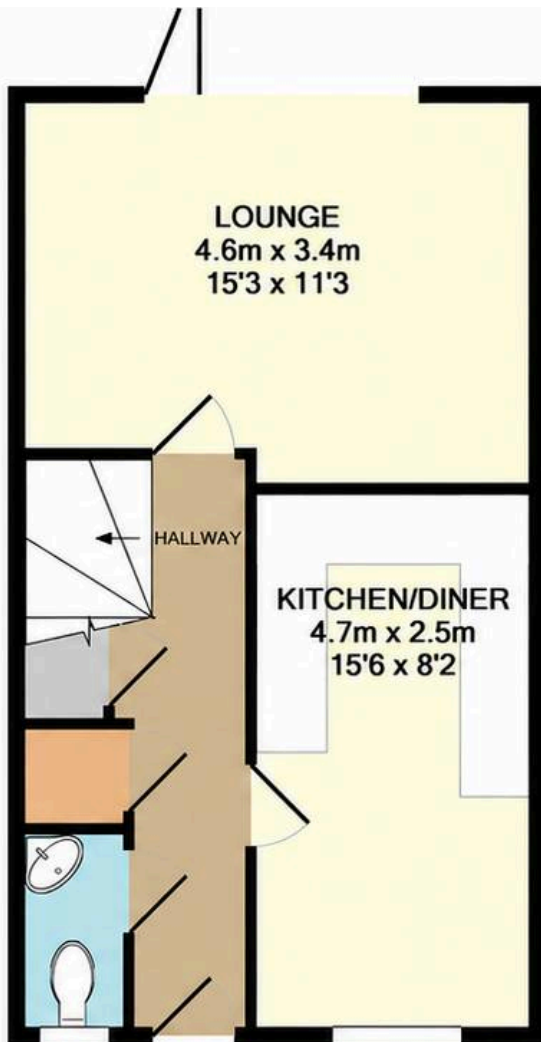 LOUNGE
4.6m x 3.4m
15'3 x 11'3
HALLWAY
KITCHEN/DINER
4.7m x 2.5m
15'6 x 8'2